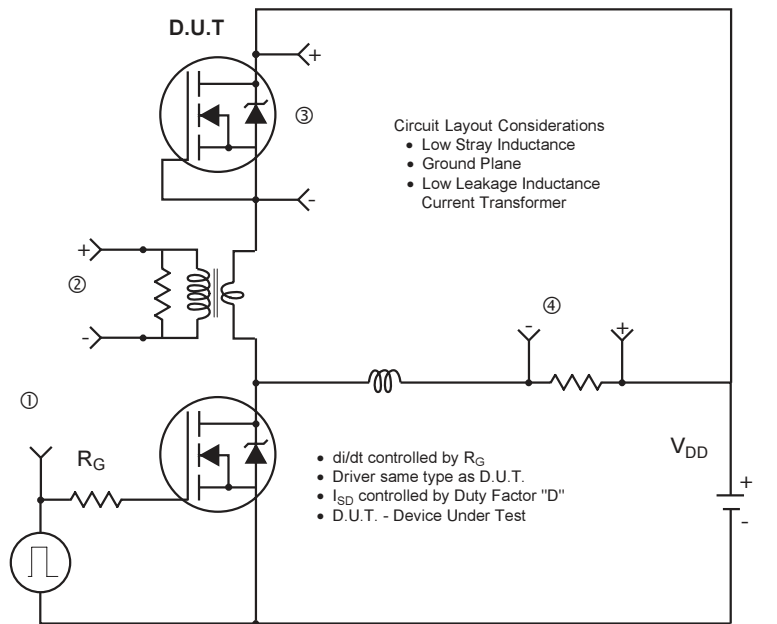 D.U.T
+
③
Circuit Layout Considerations
• Low Stray Inductance
• Ground Plane
• Low Leakage Inductance
Current Transformer
-
+
②
-
④
-
+
①
R_G
V_DD
+
-
• di/dt controlled by R_G
• Driver same type as D.U.T.
• I_SD controlled by Duty Factor "D"
• D.U.T. - Device Under Test